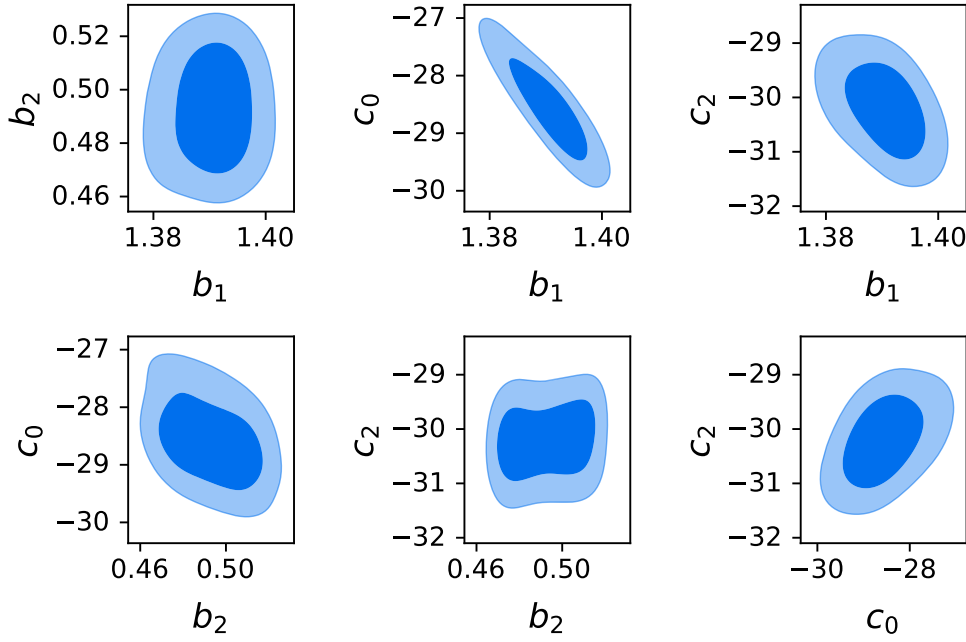 0.52
0.50
0.48
0.46
b₂
1.38 1.40
b₁
−27
−28
−29
−30
c₀
1.38 1.40
b₁
−29
−30
−31
−32
c₂
1.38 1.40
b₁
−27
−28
−29
−30
c₀
0.46 0.50
b₂
−29
−30
−31
−32
c₂
0.46 0.50
b₂
−29
−30
−31
−32
c₂
−30 −28
c₀